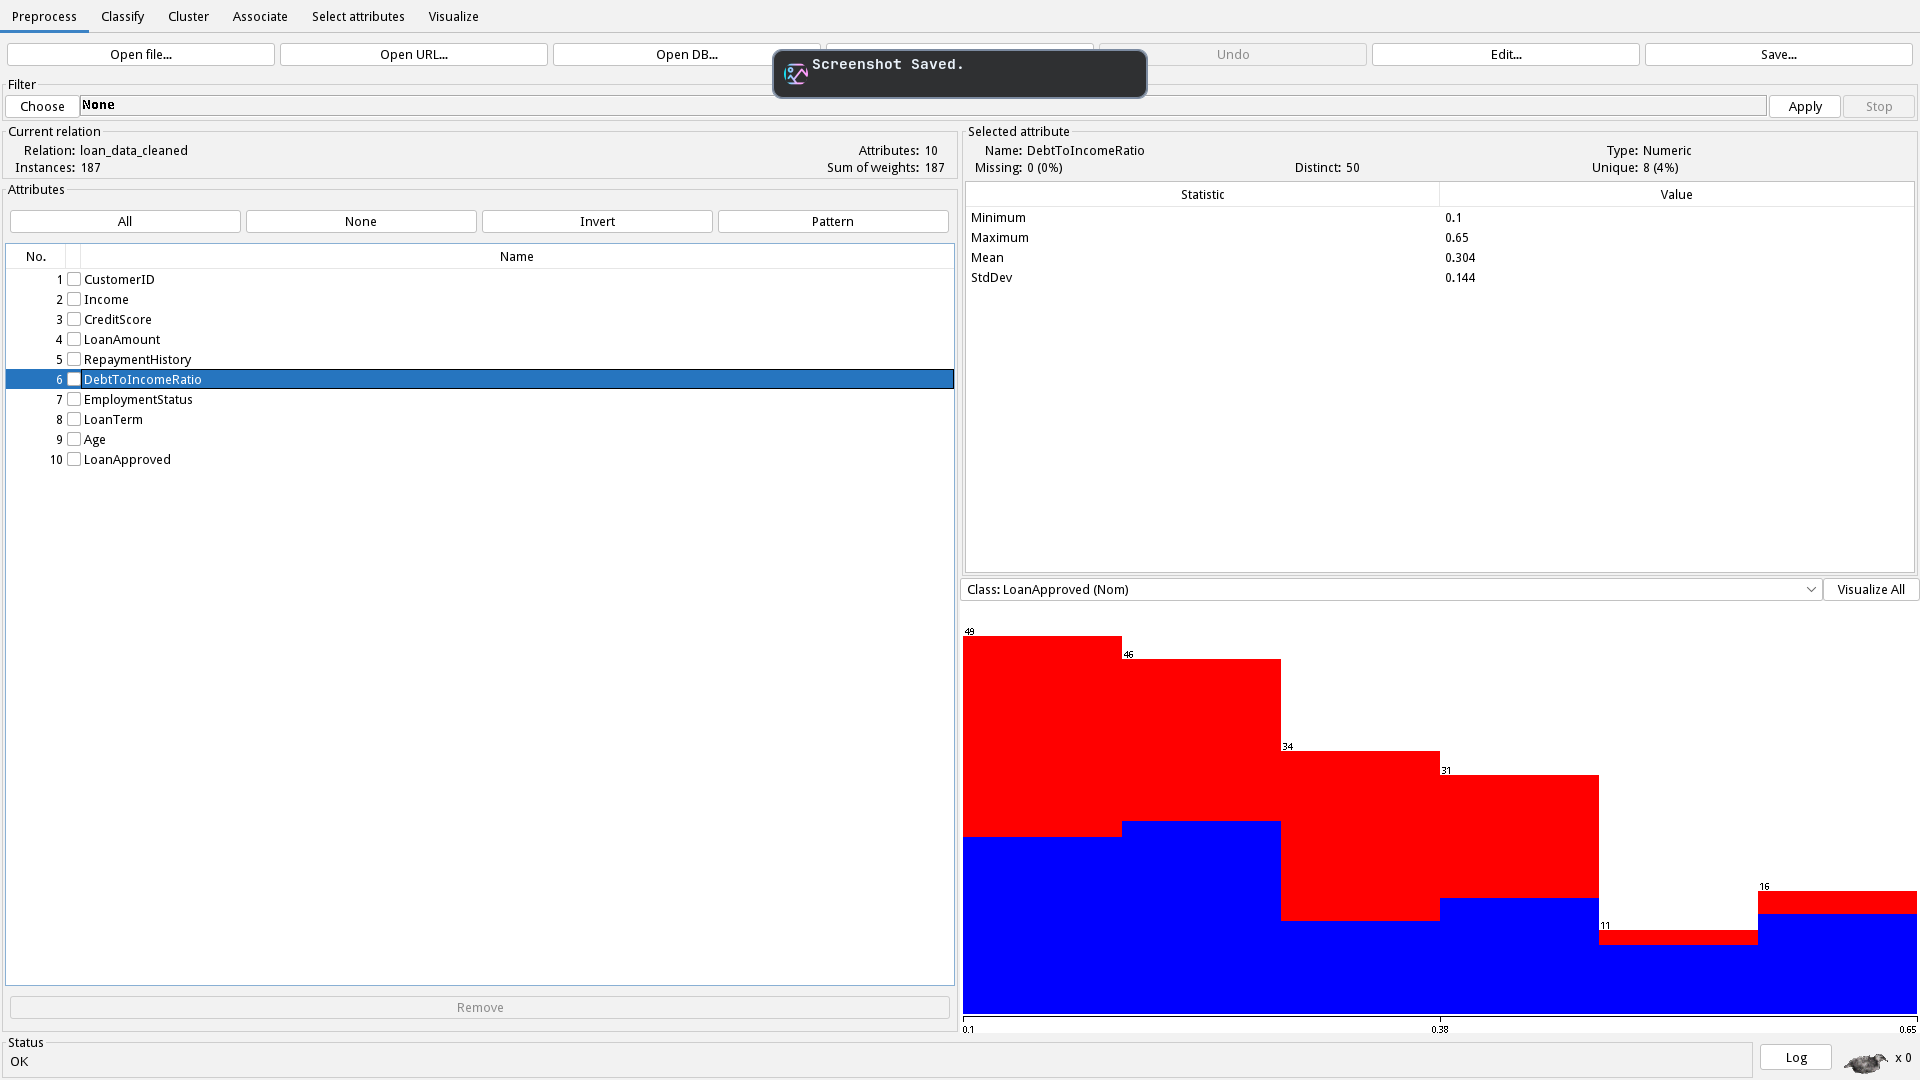 Preprocess Classify Cluster Associate Select attributes Visualize
Open file... Open URL... Open DB... Undo Edit... Save...
Screenshot Saved.
Filter
Choose None Apply Stop
Current relation
Relation: loan_data_cleaned Attributes: 10
Instances: 187 Sum of weights: 187
Attributes
All None Invert Pattern
No. Name
1 CustomerID
2 Income
3 CreditScore
4 LoanAmount
5 RepaymentHistory
6 DebtToIncomeRatio
7 EmploymentStatus
8 LoanTerm
9 Age
10 LoanApproved
Remove
Selected attribute
Name: DebtToIncomeRatio Type: Numeric
Missing: 0 (0%) Distinct: 50 Unique: 8 (4%)
Statistic Value
Minimum 0.1
Maximum 0.65
Mean 0.304
StdDev 0.144
Class: LoanApproved (Nom) Visualize All
49
46
34
31
16
11
0.1 0.38 0.65
Status
OK
Log x 0